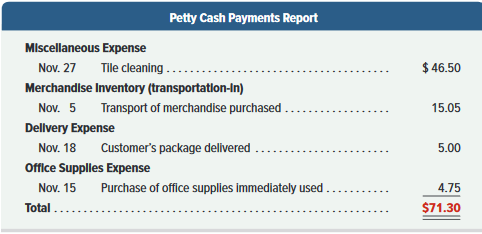 Petty Cash Payments Report
Miscellaneous Expense
Nov. 27 Tile cleaning . . . . . . . . . . . . . . . . . . . . . . . . . . . . . . . . . . . . . . $ 46.50
Merchandise Inventory (transportation-in)
Nov. 5 Transport of merchandise purchased . . . . . . . . . . . . . . . . . . 15.05
Delivery Expense
Nov. 18 Customer's package delivered . . . . . . . . . . . . . . . . . . . . . . . 5.00
Office Supplies Expense
Nov. 15 Purchase of office supplies immediately used . . . . . . . . . . . 4.75
Total . . . . . . . . . . . . . . . . . . . . . . . . . . . . . . . . . . . . . . . . . . . . . . . . . . . . . . . . . $71.30